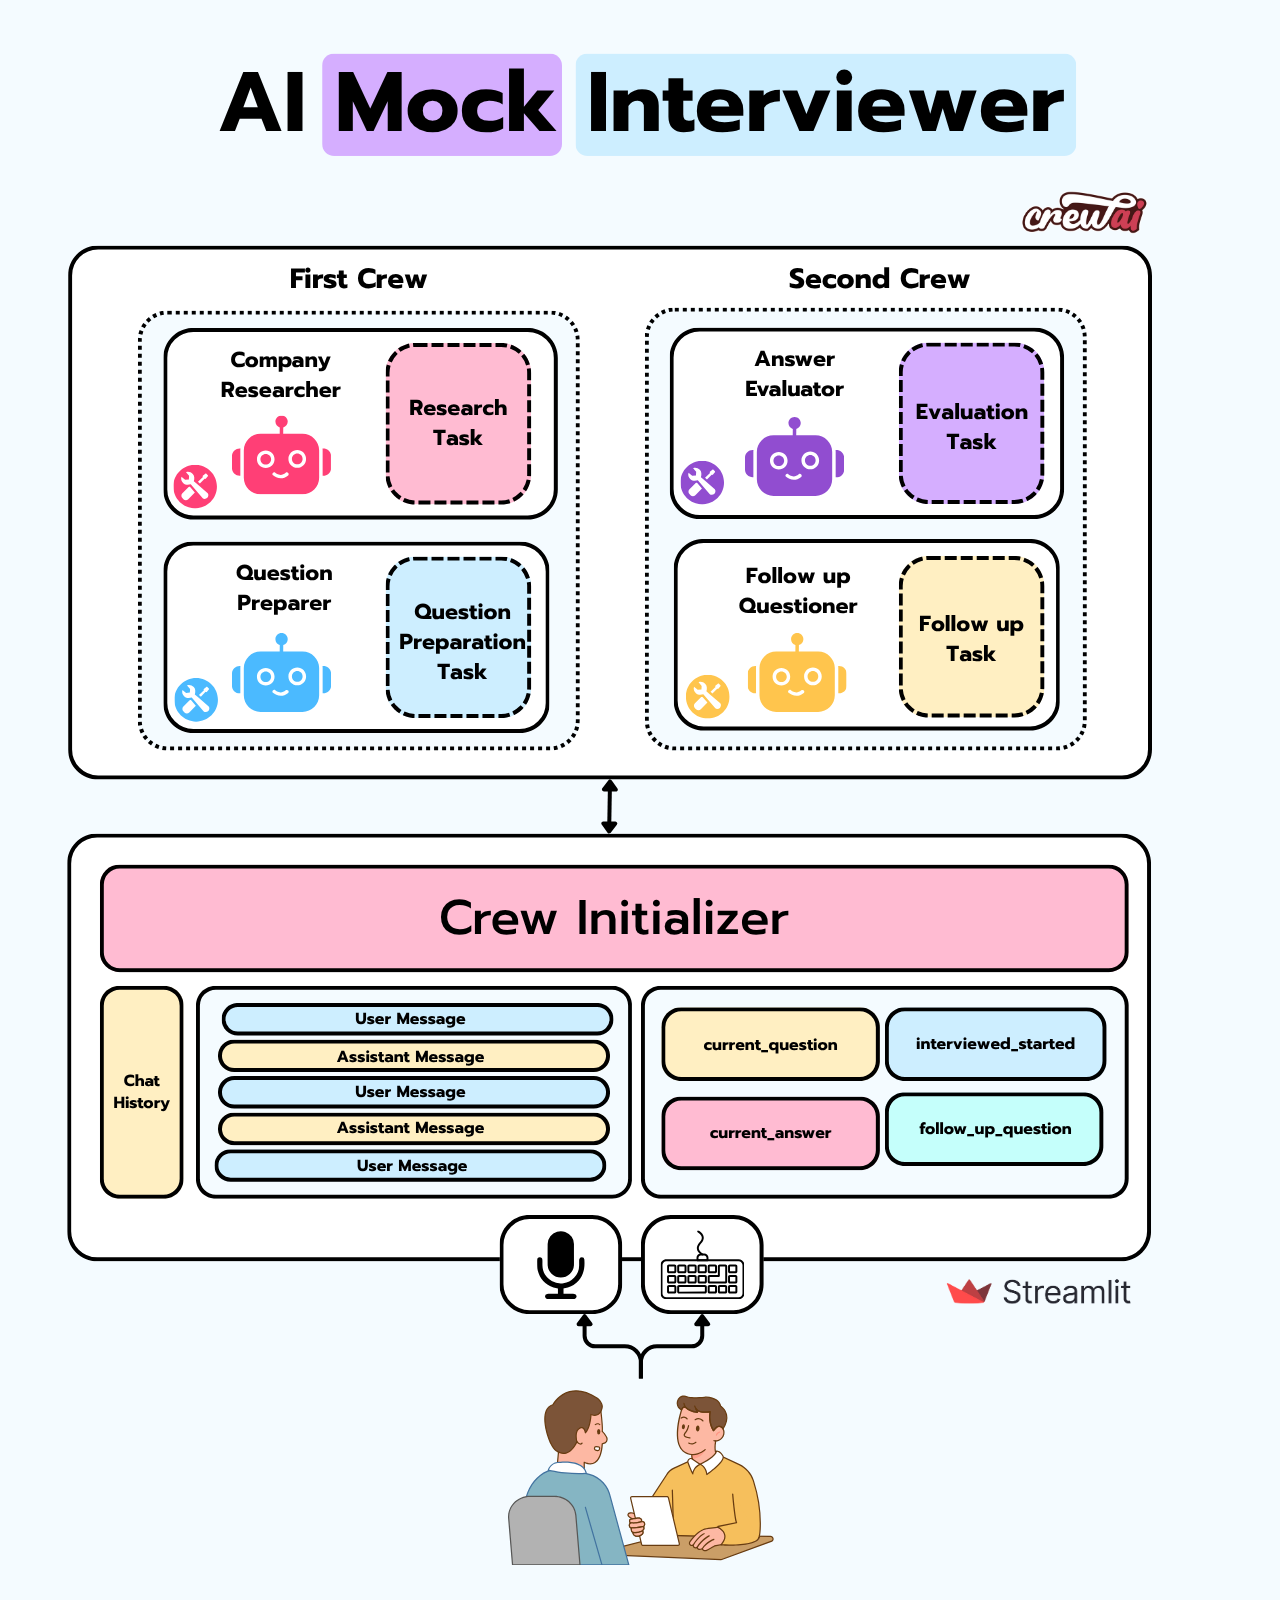 AI Mock Interviewer
crewai
First Crew
Second Crew
Company
Researcher
Research
Task
Question
Preparer
Question
Preparation
Task
Answer
Evaluator
Evaluation
Task
Follow up
Questioner
Follow up
Task
Crew Initializer
Chat
History
User Message
Assistant Message
User Message
Assistant Message
User Message
current_question
interviewed_started
current_answer
follow_up_question
Streamlit